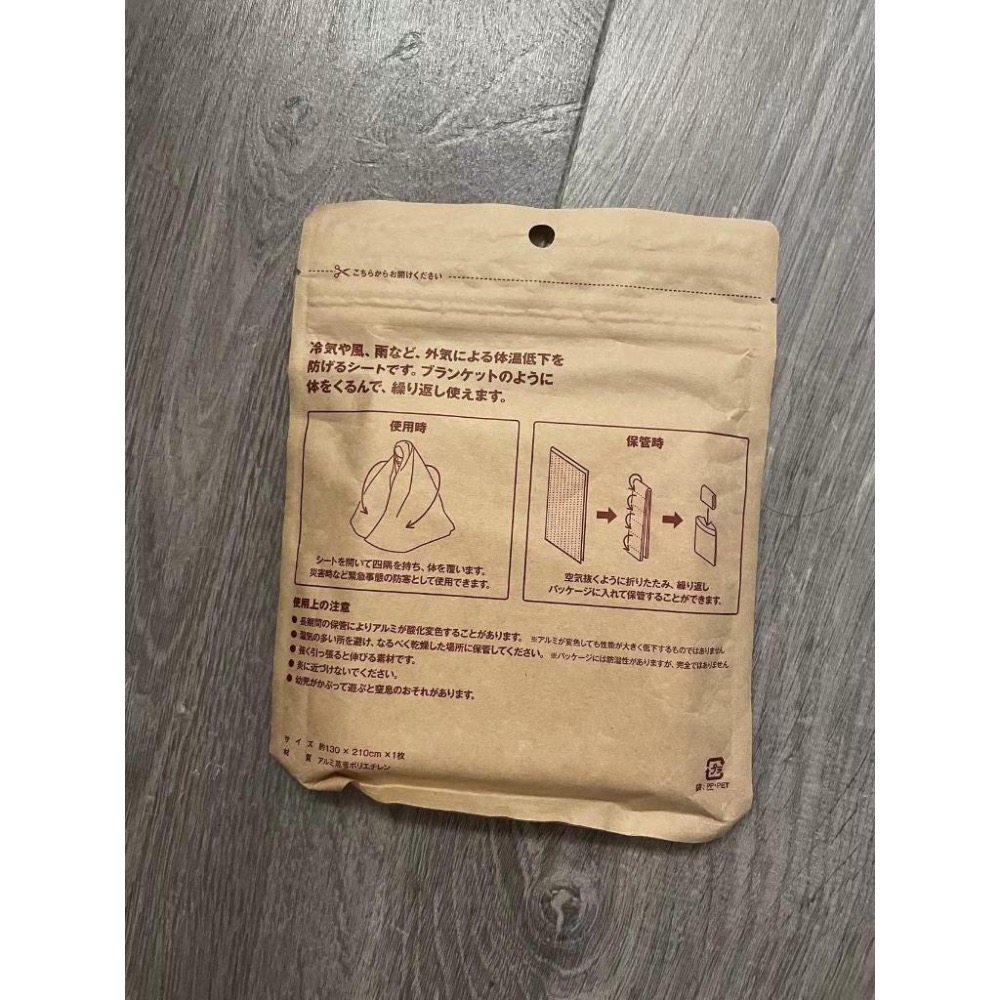 こちらからお開けください
冷気や風、雨など、外気による体温低下を
防げるシートです。ブランケットのように
体をくるんで、繰り返し使えます。
使用時
シートを開いて四隅を持ち、体を覆います。
災害時など緊急事態の防寒として使用できます。
保管時
空気抜くように折りたたみ、繰り返し
パッケージに入れて保管することができます。
使用上の注意
●長期間の保管によりアルミが酸化変色することがあります。 ※アルミが変色しても性能が大きく低下するものではありません
●湿気の多い所を避け、なるべく乾燥した場所に保管してください。 ※パッケージには防湿性がありますが、完全ではありません
●強く引っ張ると伸びる素材です。
●炎に近づけないでください。
●幼児がかぶって遊ぶと窒息のおそれがあります。
サイズ 約130×210cm×1枚
材質 アルミ蒸着ポリエチレン
プラ
袋:PP・PET